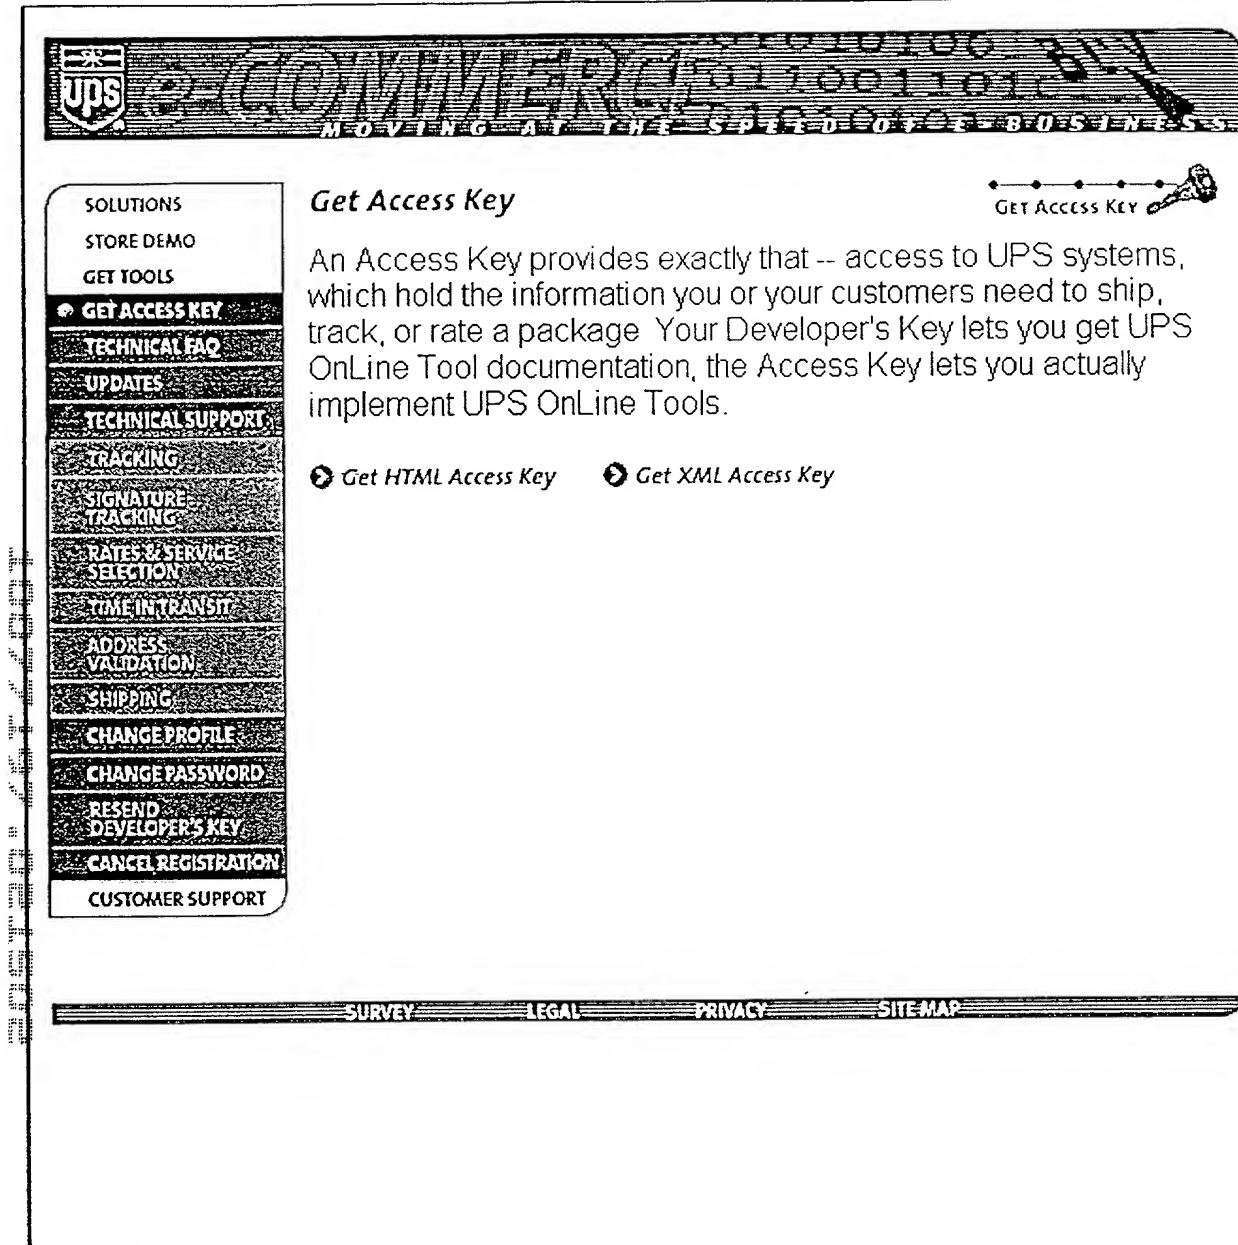 ups
e-COMMERCE
MOVING AT THE SPEED OF E-BUSINESS
SOLUTIONS
STORE DEMO
GET TOOLS
GET ACCESS KEY
TECHNICAL FAQ
UPDATES
TECHNICAL SUPPORT
TRACKING
SIGNATURE
TRACKING
RATES & SERVICE
SELECTION
TIME IN TRANSIT
ADDRESS
VALIDATION
SHIPPING
CHANGE PROFILE
CHANGE PASSWORD
RESEND
DEVELOPER'S KEY
CANCEL REGISTRATION
CUSTOMER SUPPORT
Get Access Key
GET ACCESS KEY
An Access Key provides exactly that -- access to UPS systems,
which hold the information you or your customers need to ship,
track, or rate a package Your Developer's Key lets you get UPS
OnLine Tool documentation, the Access Key lets you actually
implement UPS OnLine Tools.
Get HTML Access Key
Get XML Access Key
SURVEY LEGAL PRIVACY SITE MAP